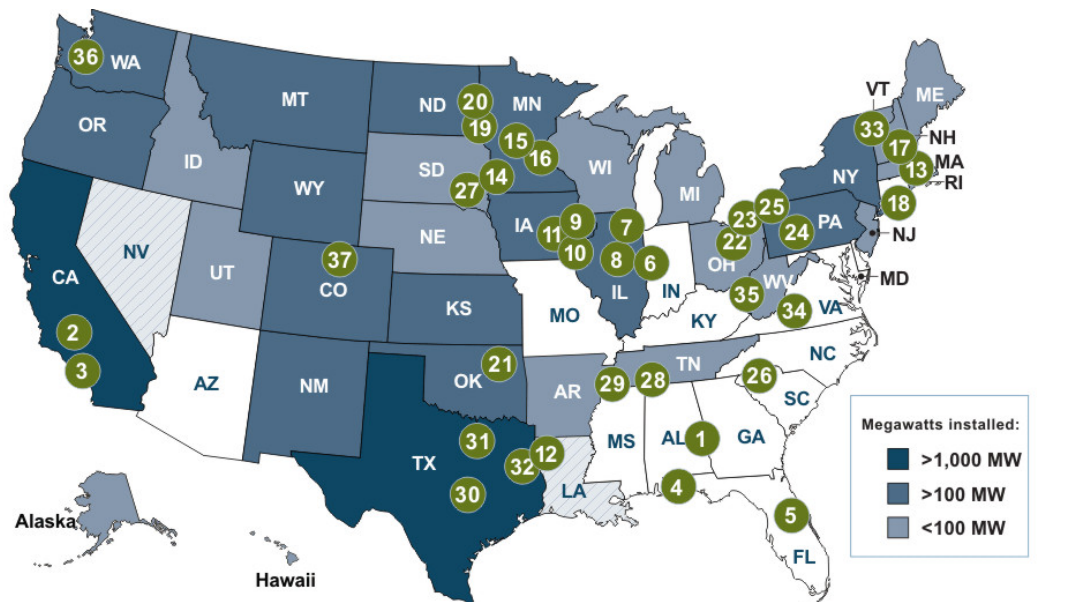 VT
ME
36
WA
MT
ND
20
MN
33
NH
OR
19
15
17
MA
16
13
ID
WI
SD
14
NY
RI
WY
27
MI
18
25
IA
9
7
23
PA
NJ
NE
11
22
24
NV
10
8
6
OH
UT
37
CA
CO
IL
IN
WV
MD
35
KS
MO
34
VA
KY
2
NC
21
TN
3
AZ
NM
OK
29
28
26
AR
SC
Megawatts installed:
31
MS
AL
1
GA
12
>1,000 MW
TX
32
30
LA
4
>100 MW
5
Alaska
<100 MW
FL
Hawaii